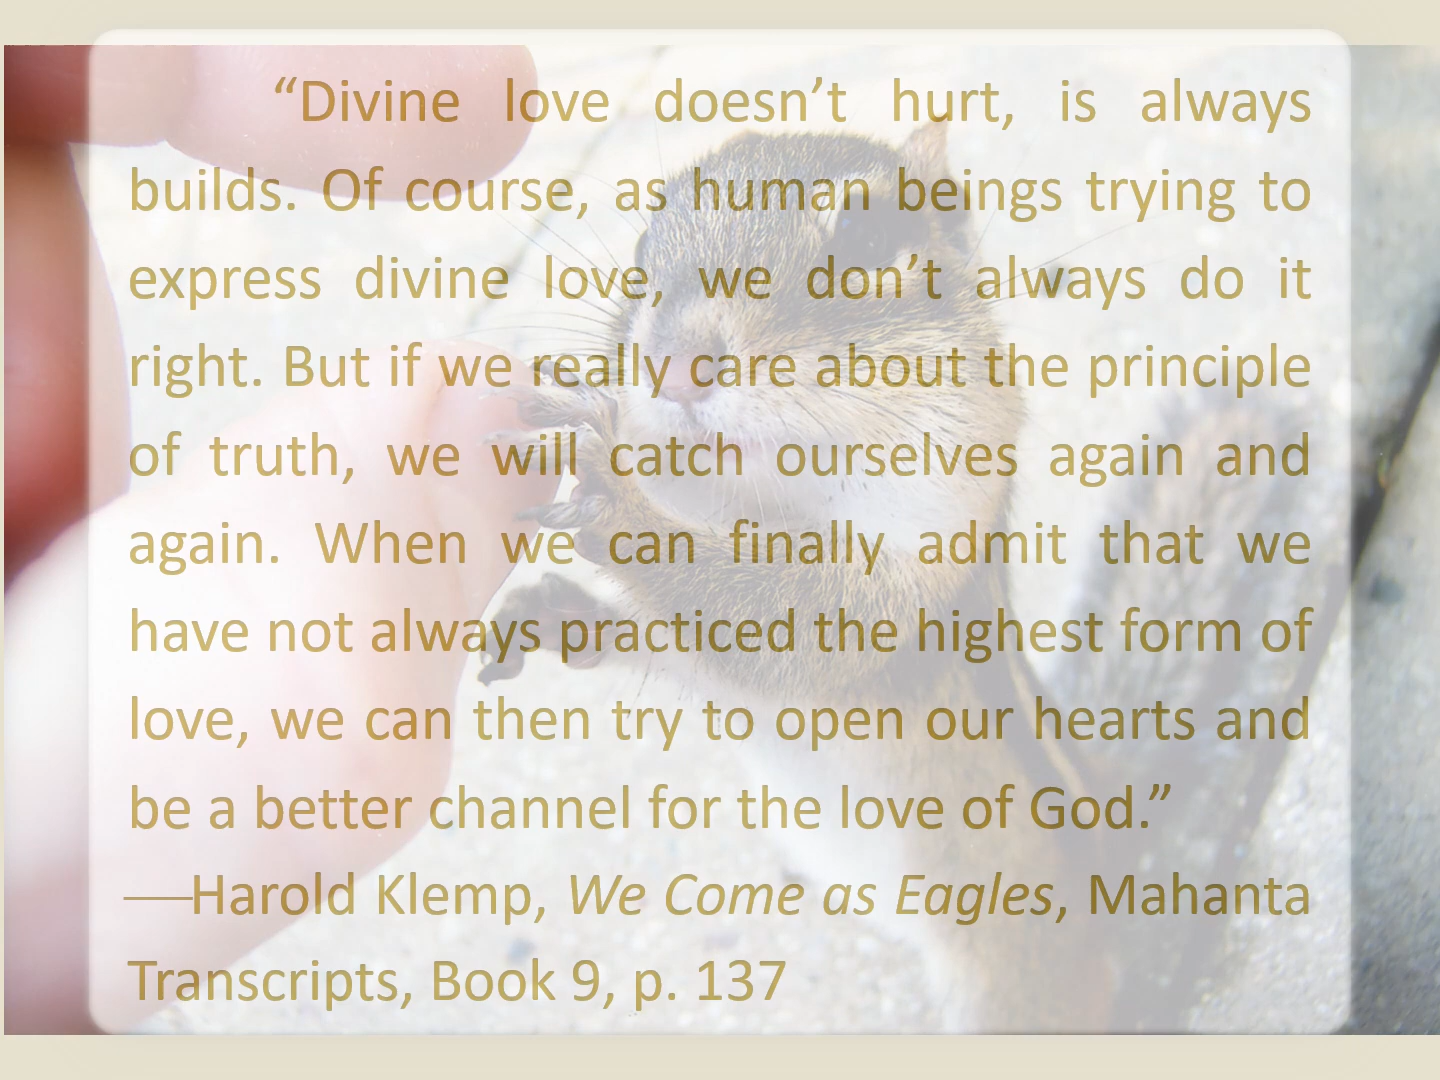 “Divine love doesn’t hurt, is always
builds. Of course, as human beings trying to
express divine love, we don’t always do it
right. But if we really care about the principle
of truth, we will catch ourselves again and
again. When we can finally admit that we
have not always practiced the highest form of
love, we can then try to open our hearts and
be a better channel for the love of God.”
—Harold Klemp, We Come as Eagles, Mahanta
Transcripts, Book 9, p. 137